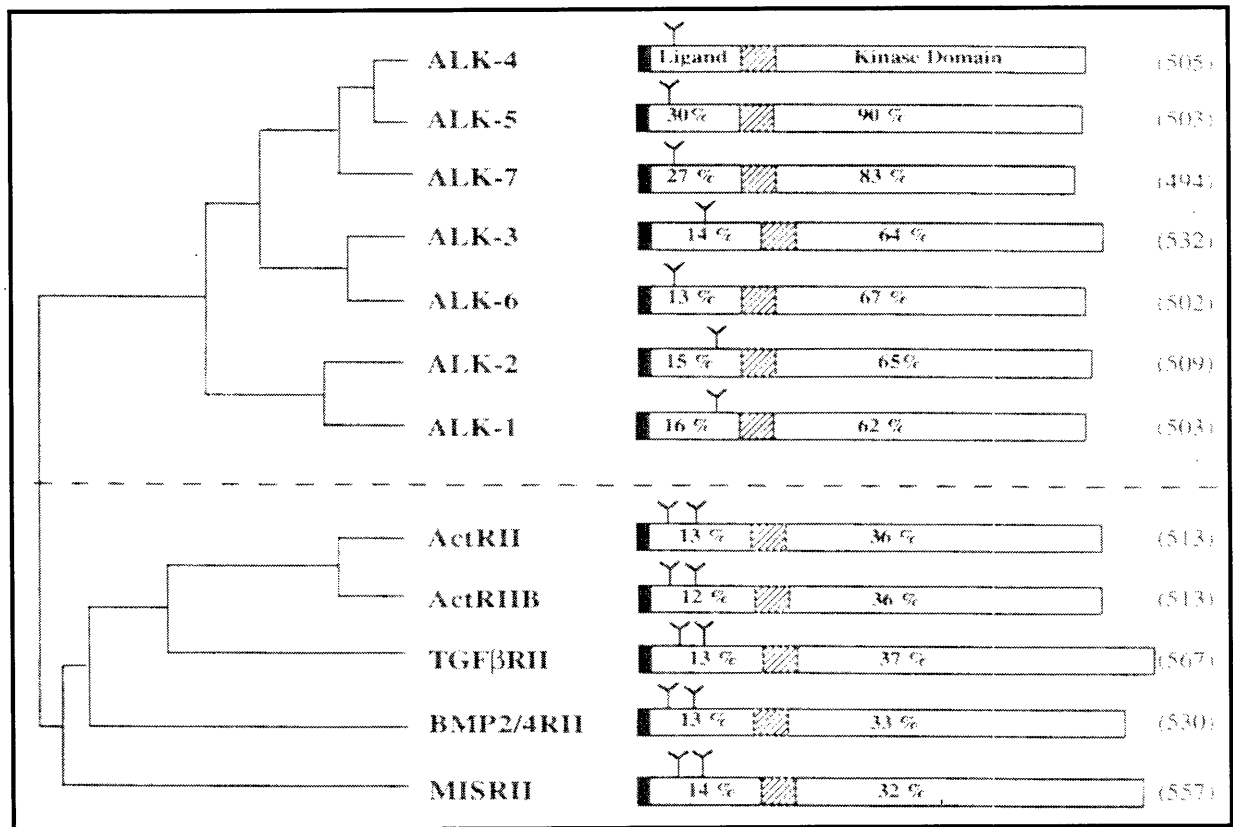 ALK-4 Ligand Kinase Domain (505)
ALK-5 30% 90 % (503)
ALK-7 27 % 83 % (494)
ALK-3 14 % 64 % (532)
ALK-6 13 % 67 % (502)
ALK-2 15 % 65% (509)
ALK-1 16 % 62 % (503)
ActRII 13 % 36 % (513)
ActRIIB 12 % 36 % (513)
TGFβRII 13 % 37 % (567)
BMP2/4RII 13 % 33 % (530)
MISRII 14 % 32 % (557)